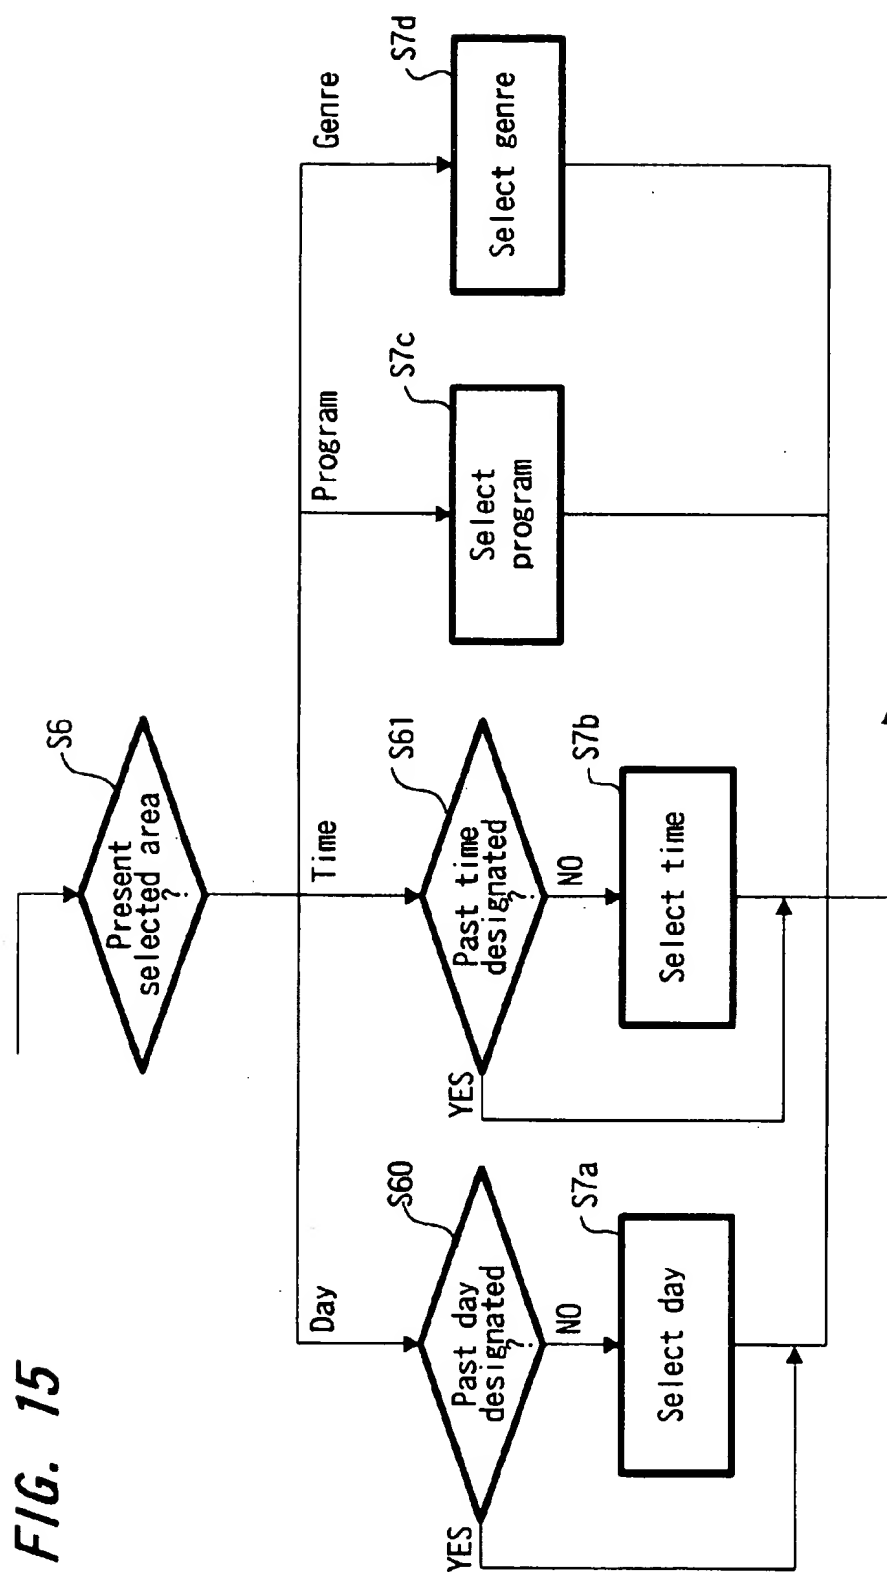 FIG. 15
S6
Present
selected area
?
Day
Time
Program
Genre
S60
Past day
designated
?
YES
NO
S61
Past time
designated
?
YES
NO
S7a
Select day
S7b
Select time
S7c
Select
program
S7d
Select genre